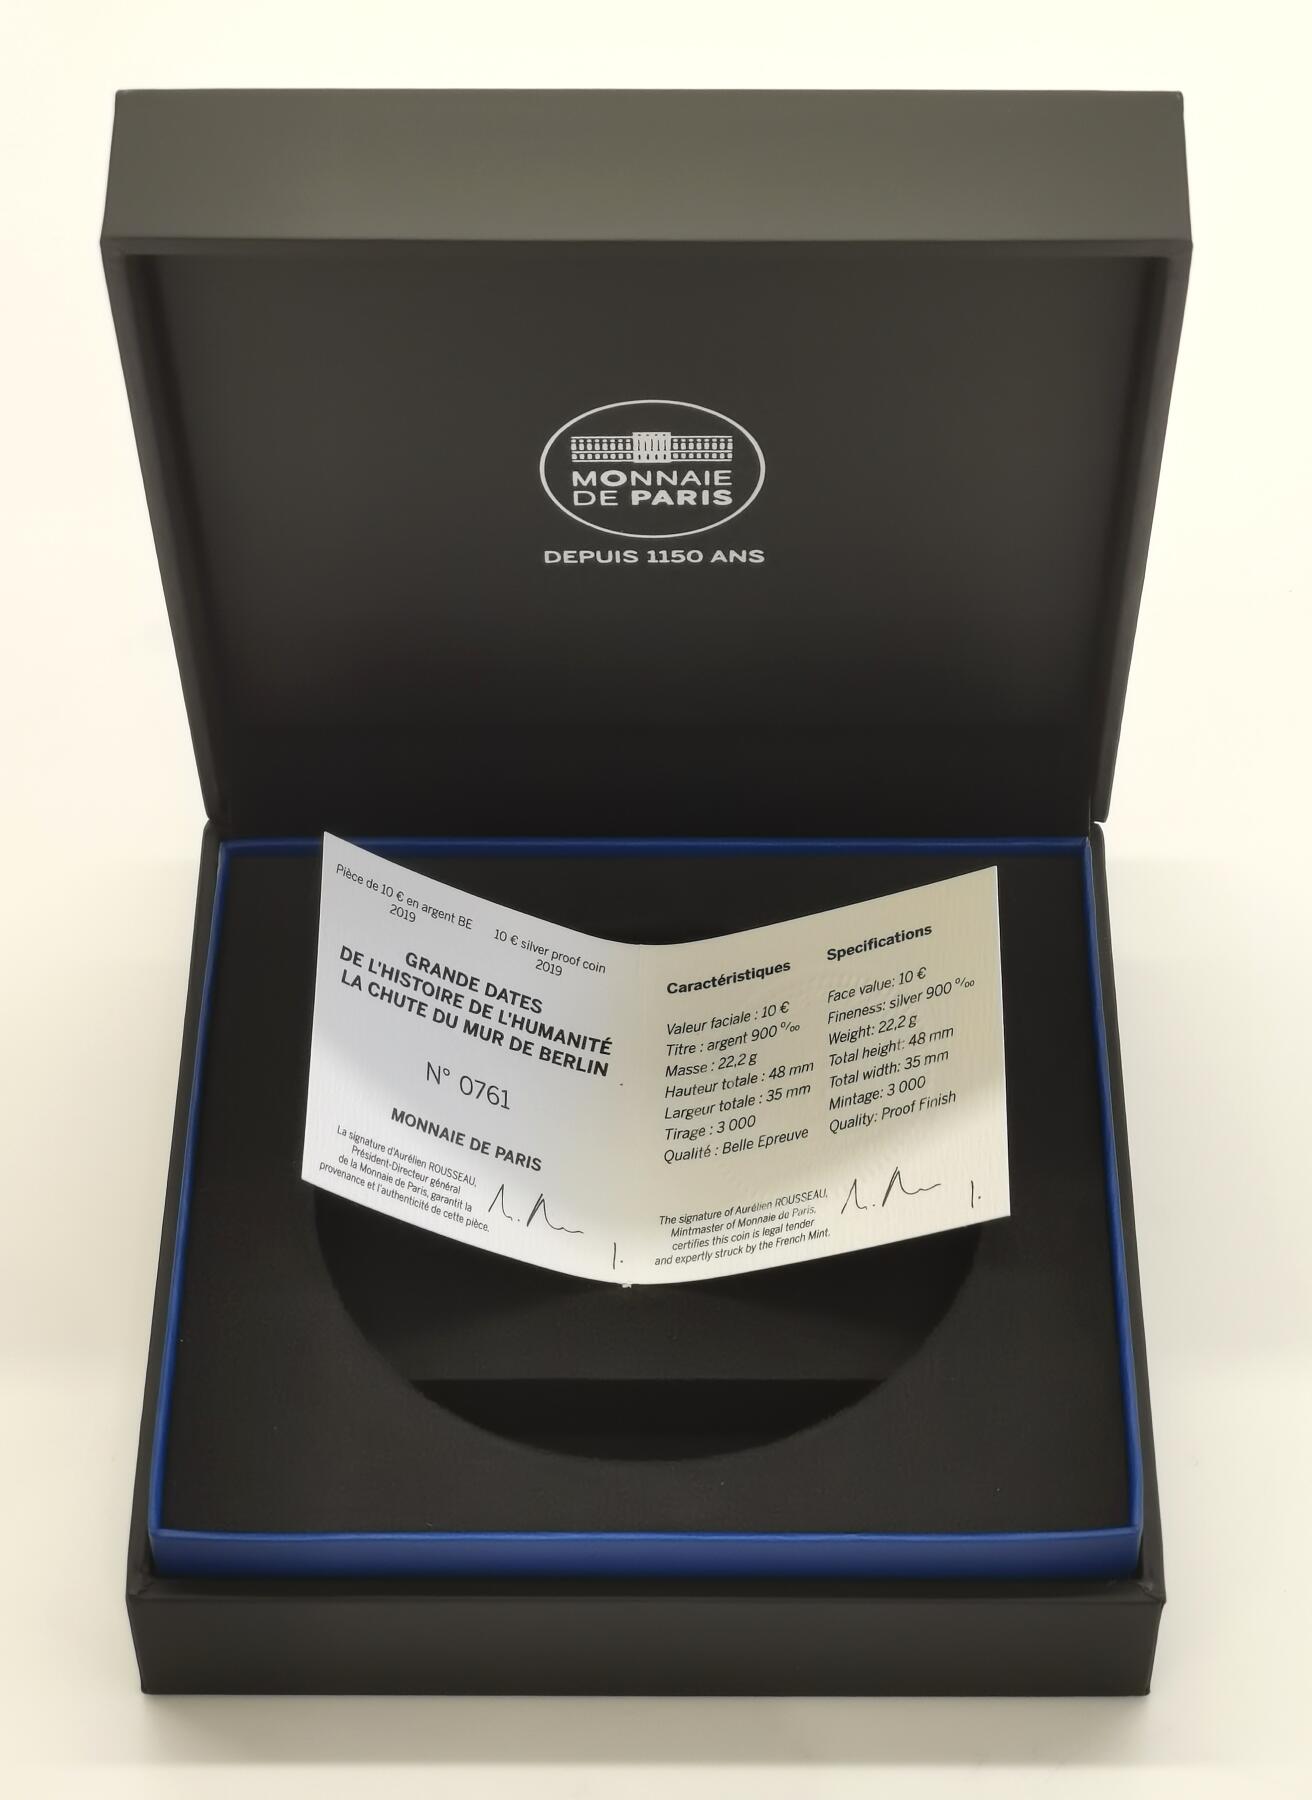 MONNAIE
DE PARIS
DEPUIS 1150 ANS
Pièce de 10 € en argent BE
2019
10 € silver proof coin
2019
GRANDE DATES
DE L'HISTOIRE DE L'HUMANITÉ
LA CHUTE DU MUR DE BERLIN
N° 0761
MONNAIE DE PARIS
La signature d'Aurélien ROUSSEAU,
Président-Directeur général
de la Monnaie de Paris, garantit la
provenance et l'authenticité de cette pièce.
Caractéristiques
Valeur faciale : 10 €
Titre : argent 900 ‰
Masse : 22,2 g
Hauteur totale : 48 mm
Largeur totale : 35 mm
Tirage : 3 000
Qualité : Belle Epreuve
Specifications
Face value: 10 €
Fineness: silver 900 ‰
Weight: 22,2 g
Total height: 48 mm
Total width: 35 mm
Mintage: 3 000
Quality: Proof Finish
The signature of Aurélien ROUSSEAU,
Mintmaster of Monnaie de Paris,
certifies this coin is legal tender
and expertly struck by the French Mint.